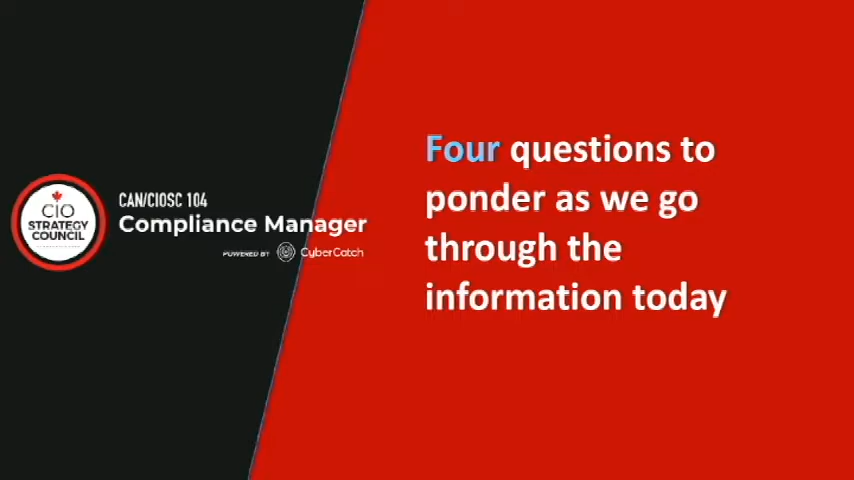 CIO
STRATEGY
COUNCIL
CAN/CIOSC 104
Compliance Manager
POWERED BY CyberCatch
Four questions to
ponder as we go
through the
information today